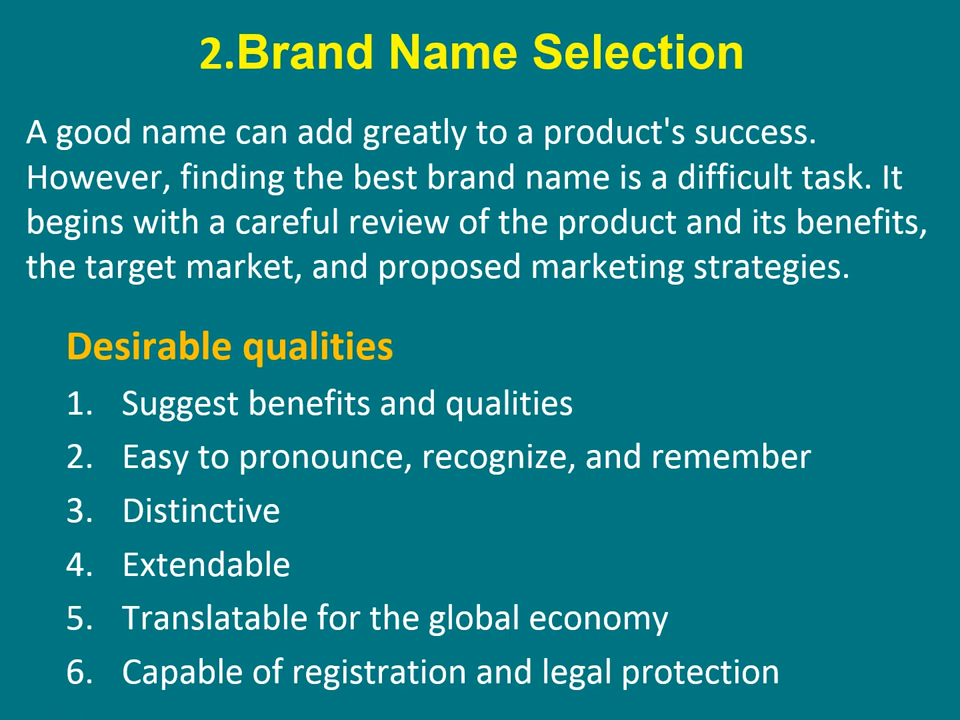 2.Brand Name Selection
A good name can add greatly to a product's success.
However, finding the best brand name is a difficult task. It
begins with a careful review of the product and its benefits,
the target market, and proposed marketing strategies.
Desirable qualities
1. Suggest benefits and qualities
2. Easy to pronounce, recognize, and remember
3. Distinctive
4. Extendable
5. Translatable for the global economy
6. Capable of registration and legal protection